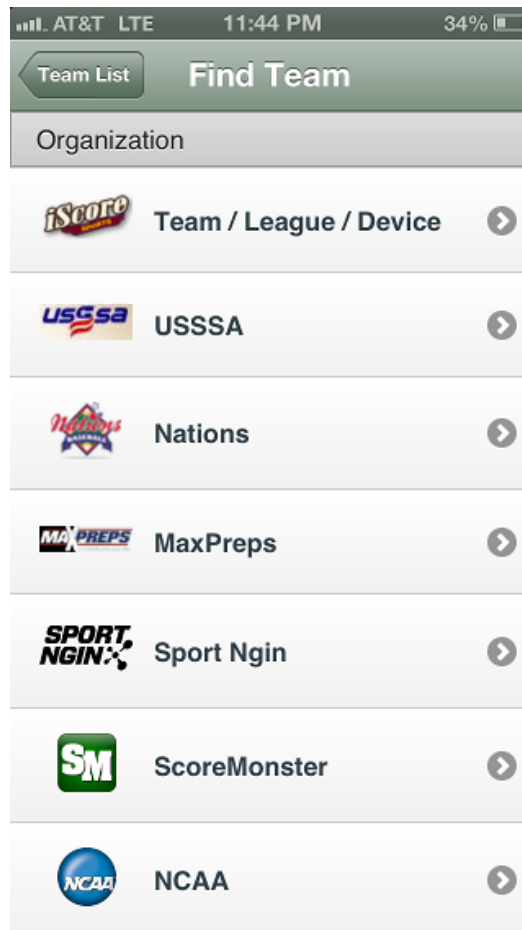 AT&T LTE 11:44 PM 34%
Team List Find Team
Organization
iScore
SPORTS
Team / League / Device
usssa
USSSA
Nations
BASEBALL
Nations
MAXPREPS
MaxPreps
SPORT
NGIN
Sport Ngin
SM
ScoreMonster
NCAA
NCAA